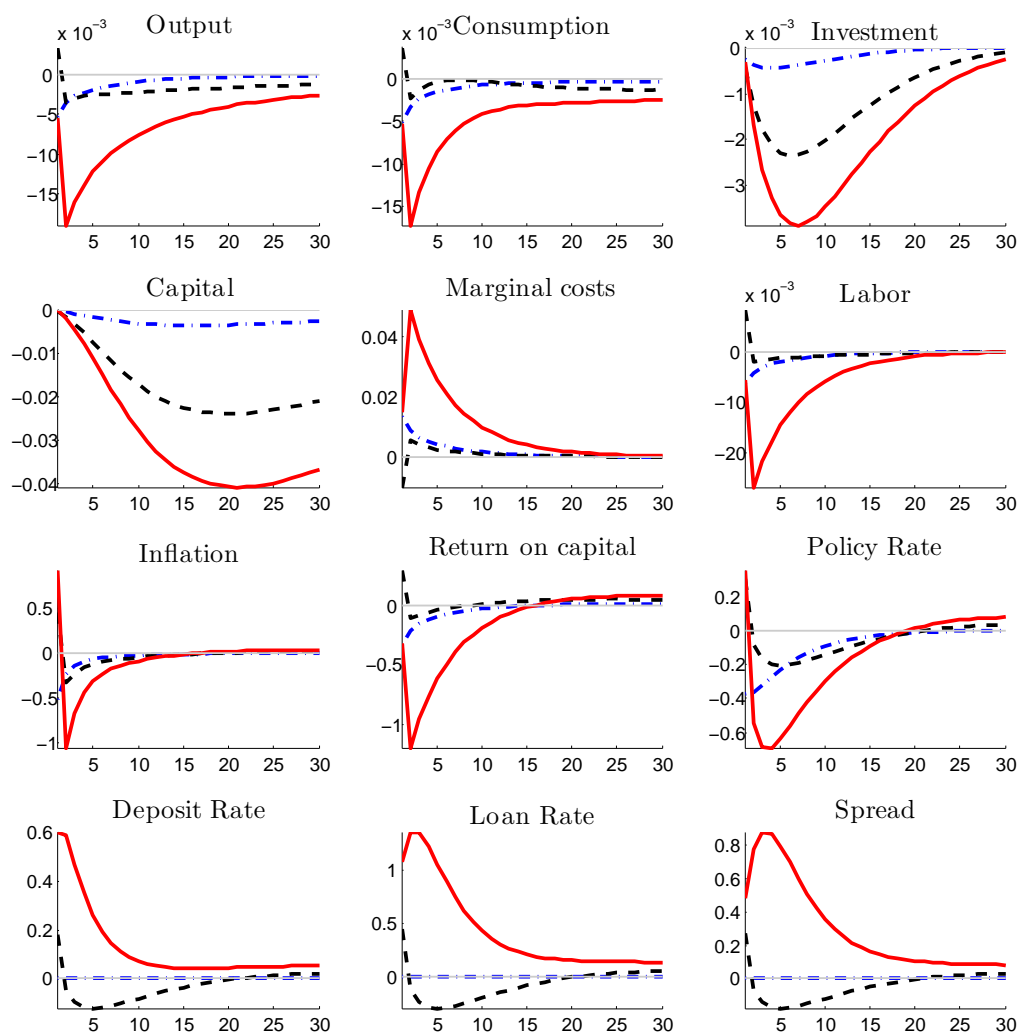 Output Consumption Investment
x 10⁻³ x 10⁻³ x 10⁻³
0 0 0
−5 −5 −1
−10 −10 −2
−15 −15 −3
5 10 15 20 25 30 5 10 15 20 25 30 5 10 15 20 25 30
Capital Marginal costs Labor
x 10⁻³
0 0.04 0
−0.01 0.02 −10
−0.02 0 −20
−0.03
−0.04
5 10 15 20 25 30 5 10 15 20 25 30 5 10 15 20 25 30
Inflation Return on capital Policy Rate
0.5 0 0.2
0 −0.5 0
−0.5 −1 −0.2
−1 −0.4
−0.6
5 10 15 20 25 30 5 10 15 20 25 30 5 10 15 20 25 30
Deposit Rate Loan Rate Spread
0.6 1 0.8
0.4 0.5 0.6
0.2 0 0.4
0 0.2
0
5 10 15 20 25 30 5 10 15 20 25 30 5 10 15 20 25 30